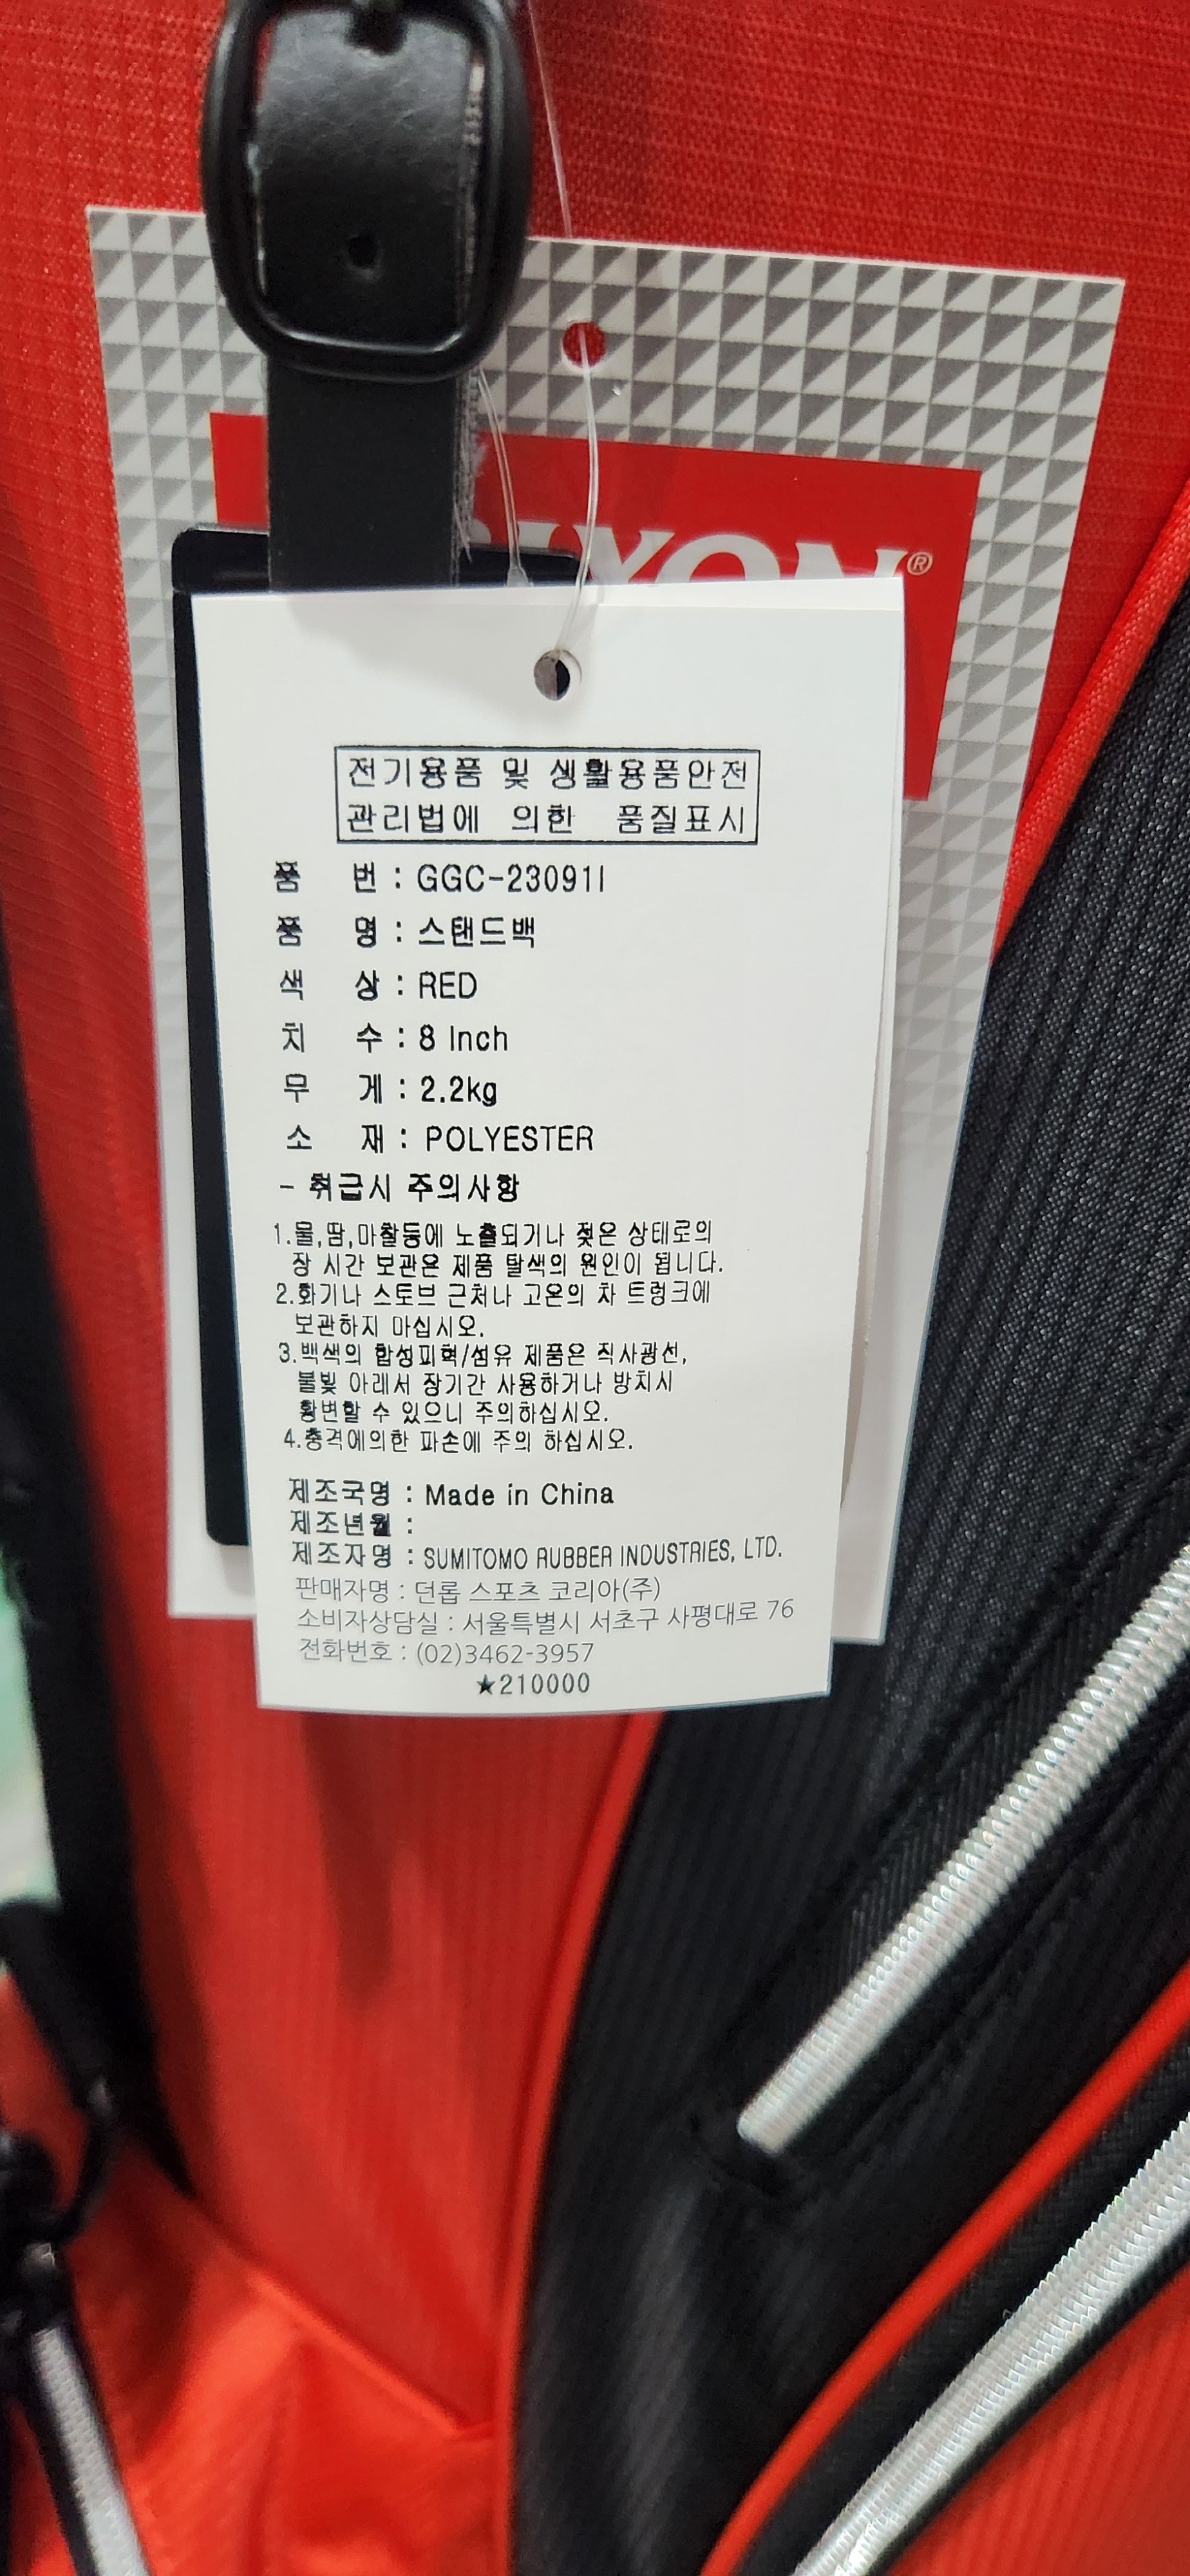 XON®
전기용품 및 생활용품안전
관리법에 의한 품질표시
품 번 : GGC-23091I
품 명 : 스탠드백
색 상 : RED
치 수 : 8 Inch
무 게 : 2.2kg
소 재 : POLYESTER
- 취급시 주의사항
1.물,땀,마찰등에 노출되기나 젖은 상태로의
장 시간 보관은 제품 탈색의 원인이 됩니다.
2.화기나 스토브 근처나 고온의 차 트렁크에
보관하지 마십시오.
3.백색의 합성피혁/섬유 제품은 직사광선,
불빛 아래서 장기간 사용하거나 방치시
황변할 수 있으니 주의하십시오.
4.충격에의한 파손에 주의 하십시오.
제조국명 : Made in China
제조년월 :
제조자명 : SUMITOMO RUBBER INDUSTRIES, LTD.
판매자명 : 던롭 스포츠 코리아(주)
소비자상담실 : 서울특별시 서초구 사평대로 76
전화번호 : (02)3462-3957
★210000